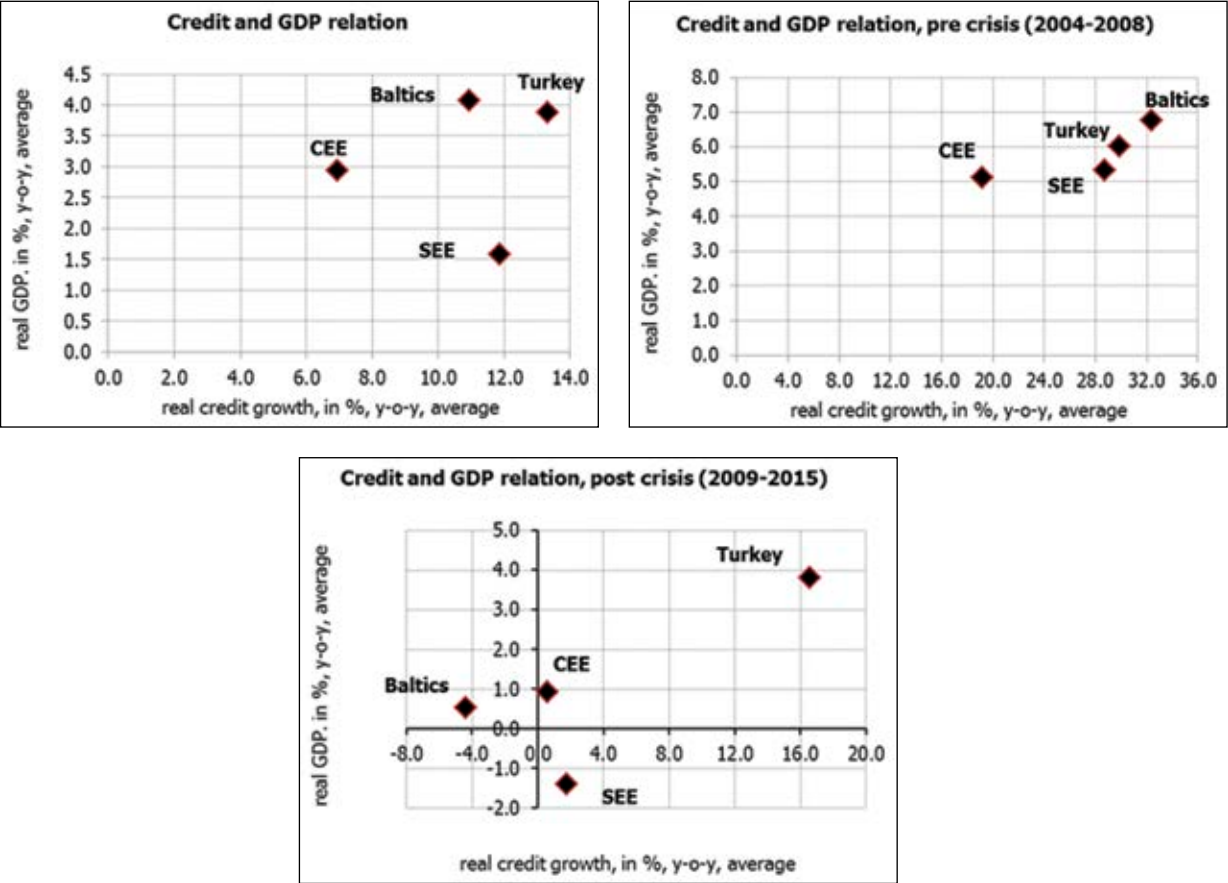 Credit and GDP relation
real GDP. in %, y-o-y, average
4.5
4.0
3.5
3.0
2.5
2.0
1.5
1.0
0.5
0.0
Baltics
Turkey
CEE
SEE
0.0 2.0 4.0 6.0 8.0 10.0 12.0 14.0
real credit growth, in %, y-o-y, average
Credit and GDP relation, pre crisis (2004-2008)
real GDP. in %, y-o-y, average
8.0
7.0
6.0
5.0
4.0
3.0
2.0
1.0
0.0
Baltics
Turkey
CEE
SEE
0.0 4.0 8.0 12.0 16.0 20.0 24.0 28.0 32.0 36.0
real credit growth, in %, y-o-y, average
Credit and GDP relation, post crisis (2009-2015)
real GDP. in %, y-o-y, average
5.0
4.0
3.0
2.0
1.0
0.0
-1.0
-2.0
Turkey
CEE
Baltics
-8.0 -4.0 0.0 4.0 8.0 12.0 16.0 20.0
SEE
real credit growth, in %, y-o-y, average